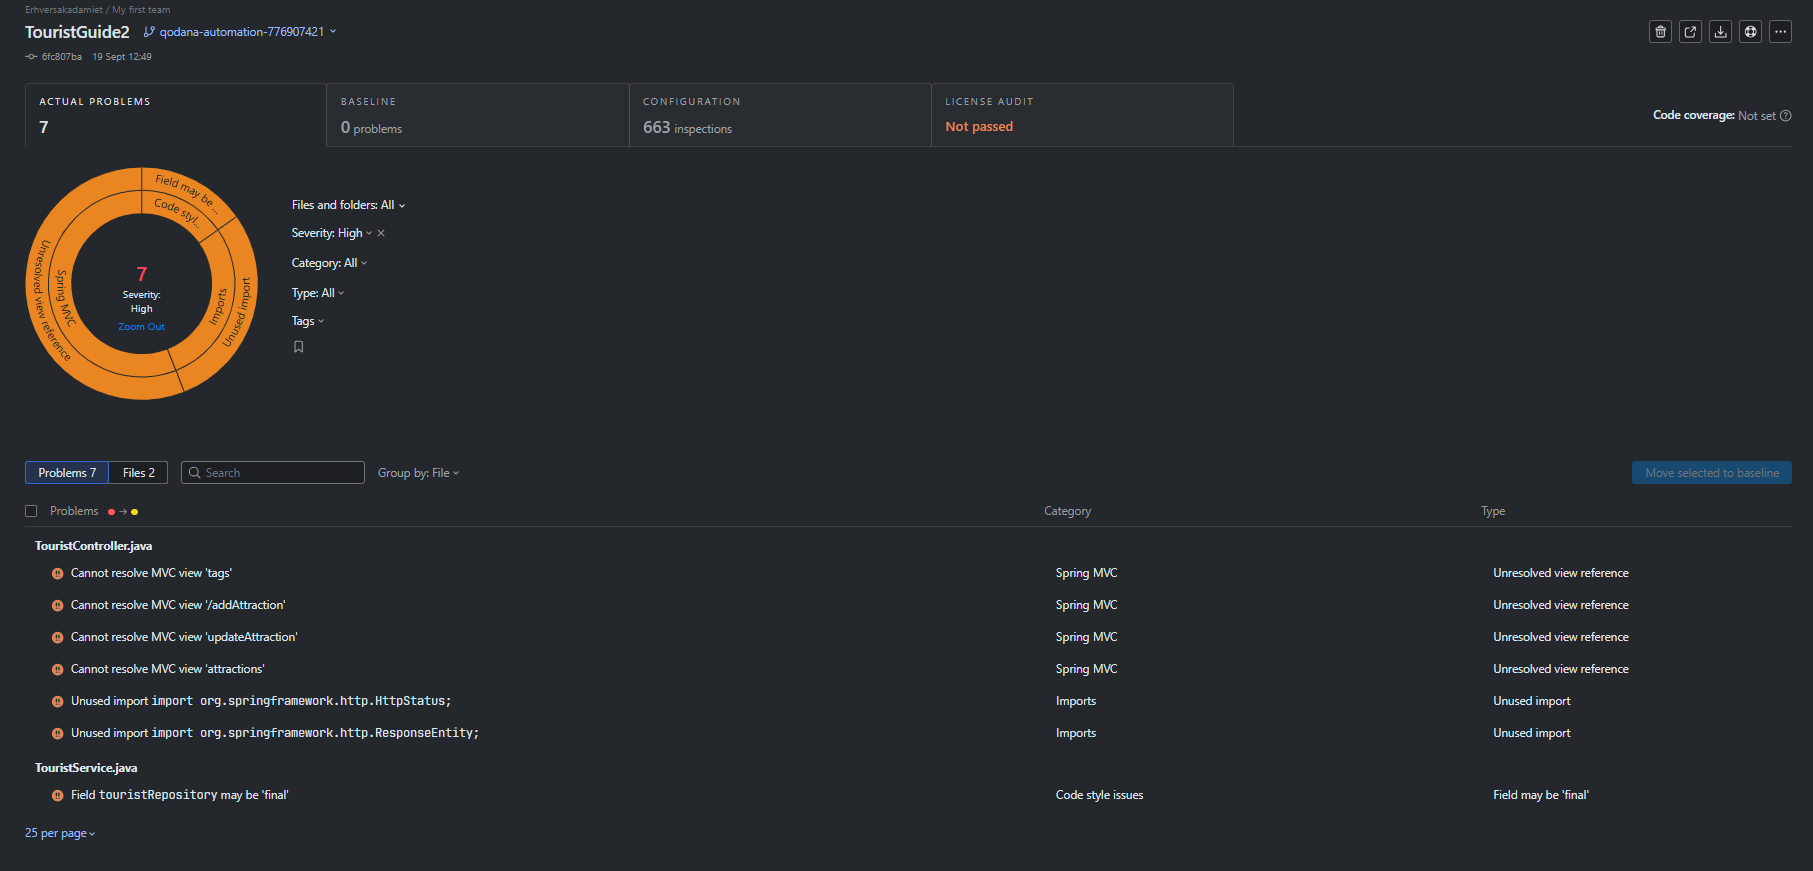 Erhversakadamiet / My first team
TouristGuide2 qodana-automation-776907421
6fc807ba 19 Sept 12:49
ACTUAL PROBLEMS
7
BASELINE
0 problems
CONFIGURATION
663 inspections
LICENSE AUDIT
Not passed
Code coverage: Not set
Field may be ...
Code styl...
Unresolved view reference
Spring MVC
Imports
Unused import
7
Severity:
High
Zoom Out
Files and folders: All
Severity: High
Category: All
Type: All
Tags
Problems 7 Files 2 Search Group by: File Move selected to baseline
Problems Category Type
TouristController.java
Cannot resolve MVC view 'tags' Spring MVC Unresolved view reference
Cannot resolve MVC view '/addAttraction' Spring MVC Unresolved view reference
Cannot resolve MVC view 'updateAttraction' Spring MVC Unresolved view reference
Cannot resolve MVC view 'attractions' Spring MVC Unresolved view reference
Unused import import org.springframework.http.HttpStatus; Imports Unused import
Unused import import org.springframework.http.ResponseEntity; Imports Unused import
TouristService.java
Field touristRepository may be 'final' Code style issues Field may be 'final'
25 per page